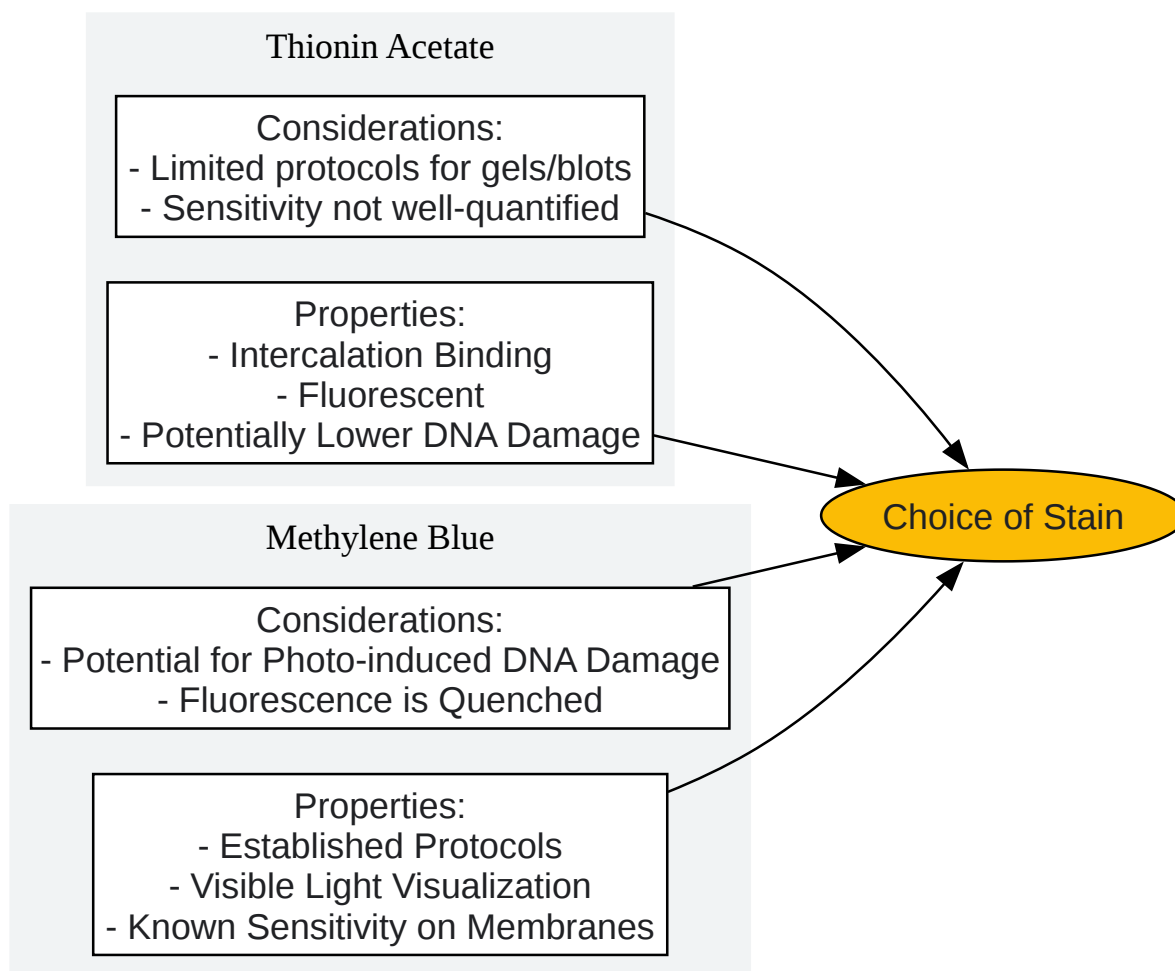 Thionin Acetate
Considerations:
- Limited protocols for gels/blots
- Sensitivity not well-quantified
Properties:
- Intercalation Binding
- Fluorescent
- Potentially Lower DNA Damage
Choice of Stain
Methylene Blue
Considerations:
- Potential for Photo-induced DNA Damage
- Fluorescence is Quenched
Properties:
- Established Protocols
- Visible Light Visualization
- Known Sensitivity on Membranes